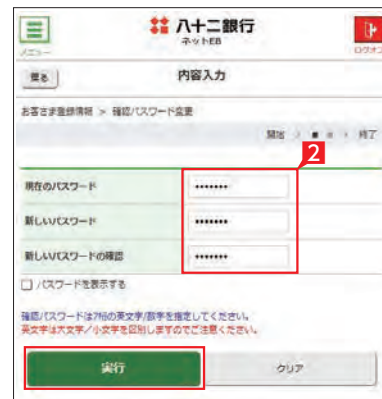 八十二銀行
ネットEB
メニュー
ログオフ
戻る
内容入力
お客さま登録情報 > 確認パスワード変更
開始 > ■ ■ > 終了
2
現在のパスワード
•••••••
新しいパスワード
•••••••
新しいパスワードの確認
•••••••
パスワードを表示する
確認パスワードは7桁の英文字/数字を指定してください。
英文字は大文字/小文字を区別しますのでご注意ください。
実行
クリア